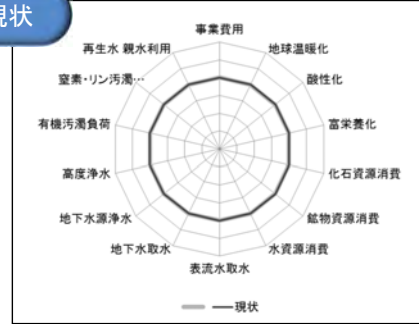 現状
事業費用
地球温暖化
酸性化
富栄養化
化石資源消費
鉱物資源消費
水資源消費
表流水取水
地下水取水
地下水源浄水
高度浄水
有機汚濁負荷
窒素・リン汚濁…
再生水 親水利用
現状